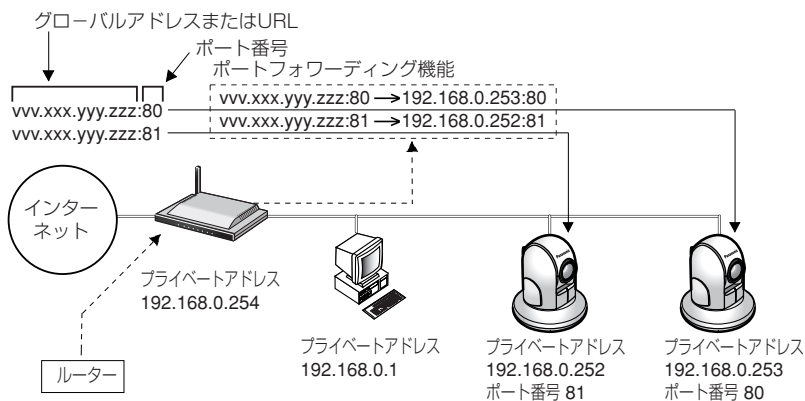 グローバルアドレスまたはURL
ポート番号
ポートフォワーディング機能
vvv.xxx.yyy.zzz:80
vvv.xxx.yyy.zzz:81
vvv.xxx.yyy.zzz:80→192.168.0.253:80
vvv.xxx.yyy.zzz:81→192.168.0.252:81
インター
ネット
プライベートアドレス
192.168.0.254
ルーター
プライベートアドレス
192.168.0.1
Panasonic
プライベートアドレス
192.168.0.252
ポート番号 81
Panasonic
プライベートアドレス
192.168.0.253
ポート番号 80